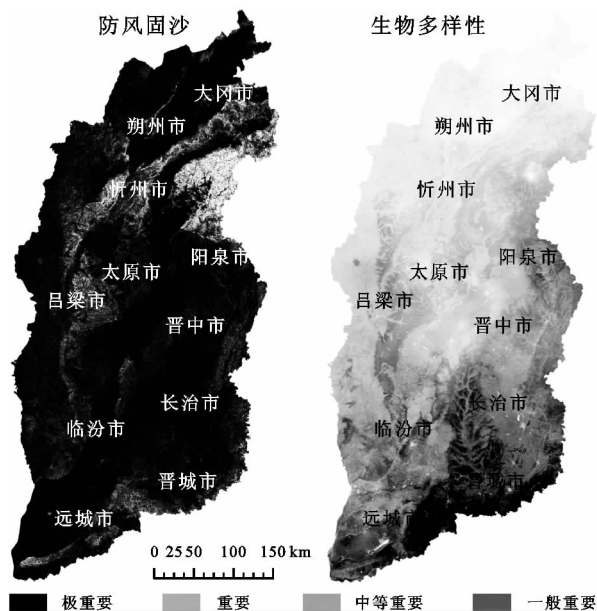 防风固沙
大冈市
朔州市
忻州市
阳泉市
太原市
吕梁市
晋中市
长治市
临汾市
晋城市
远城市
生物多样性
大冈市
朔州市
忻州市
阳泉市
太原市
吕梁市
晋中市
长治市
临汾市
城市
远城市
0 25 50 100 150 km
极重要 重要 中等重要 一般重要